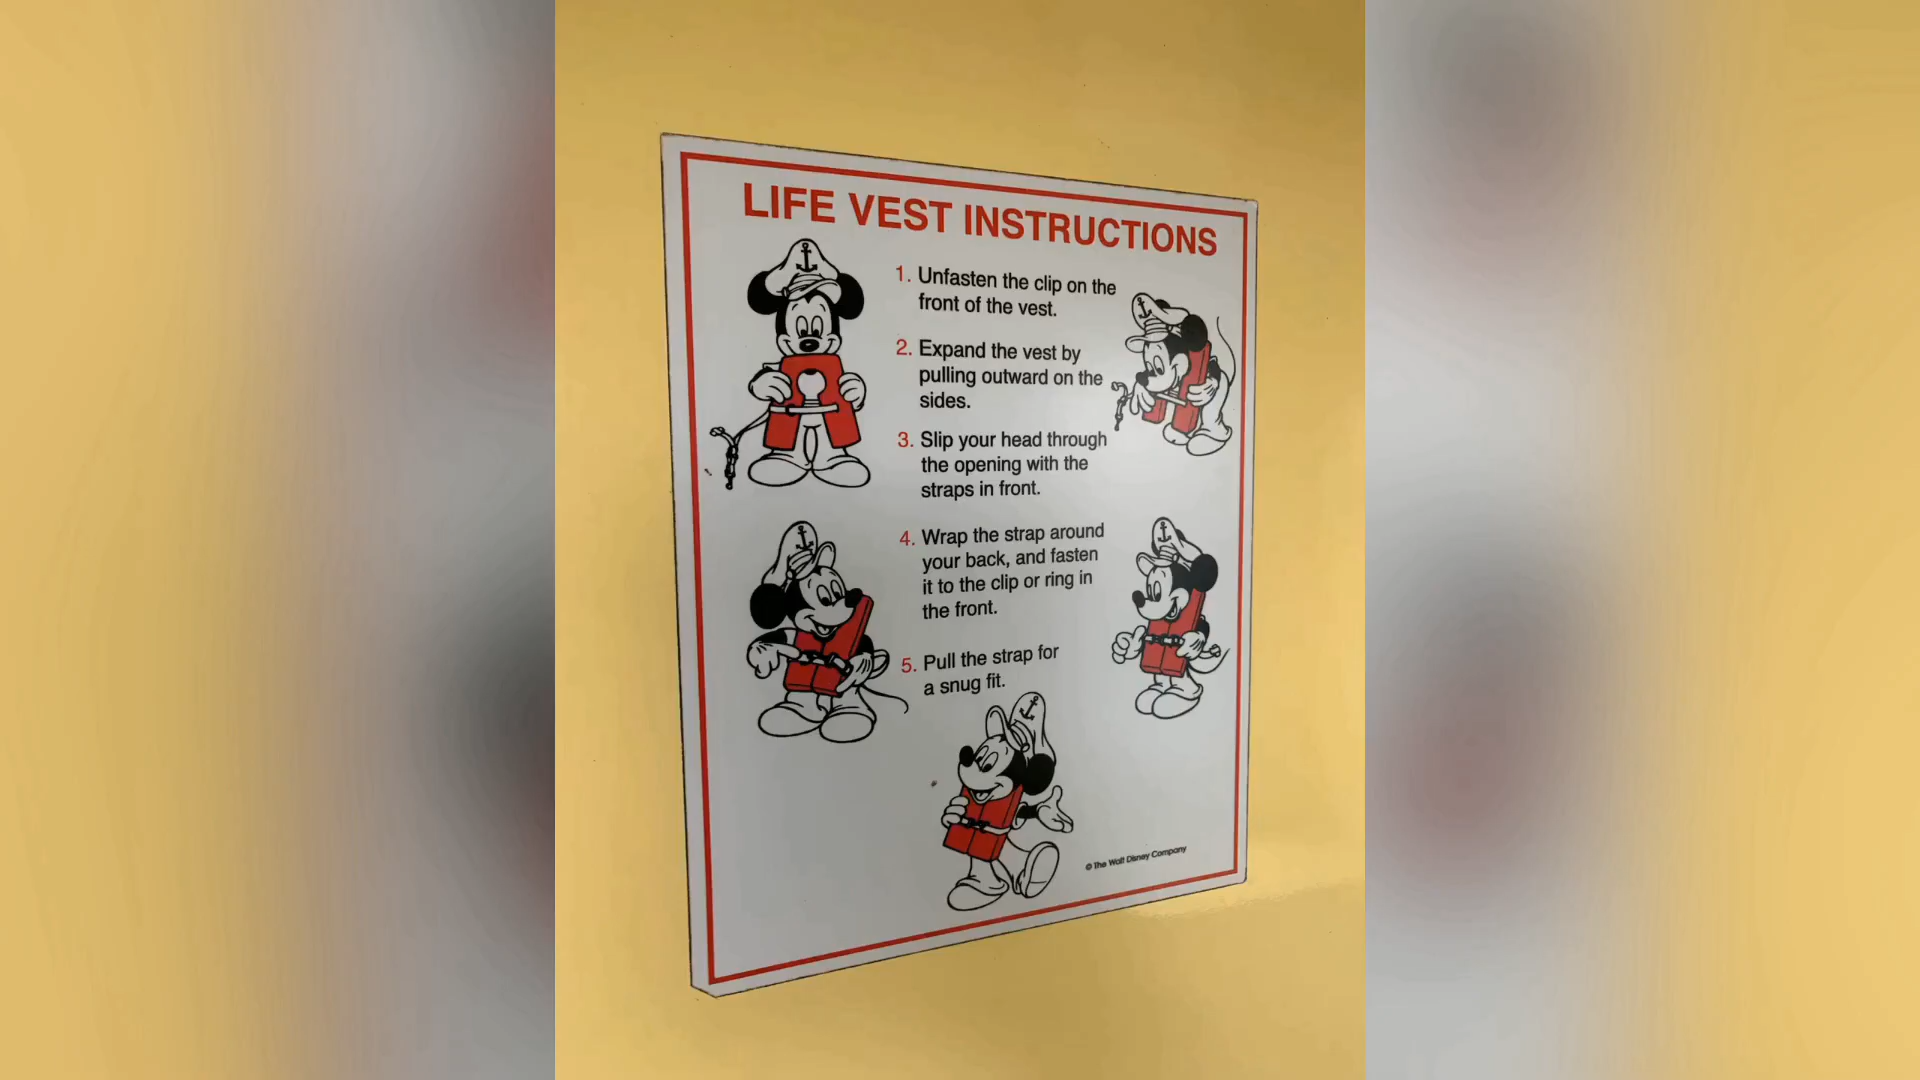 LIFE VEST INSTRUCTIONS
1. Unfasten the clip on the
front of the vest.
2. Expand the vest by
pulling outward on the
sides.
3. Slip your head through
the opening with the
straps in front.
4. Wrap the strap around
your back, and fasten
it to the clip or ring in
the front.
5. Pull the strap for
a snug fit.
© The Walt Disney Company